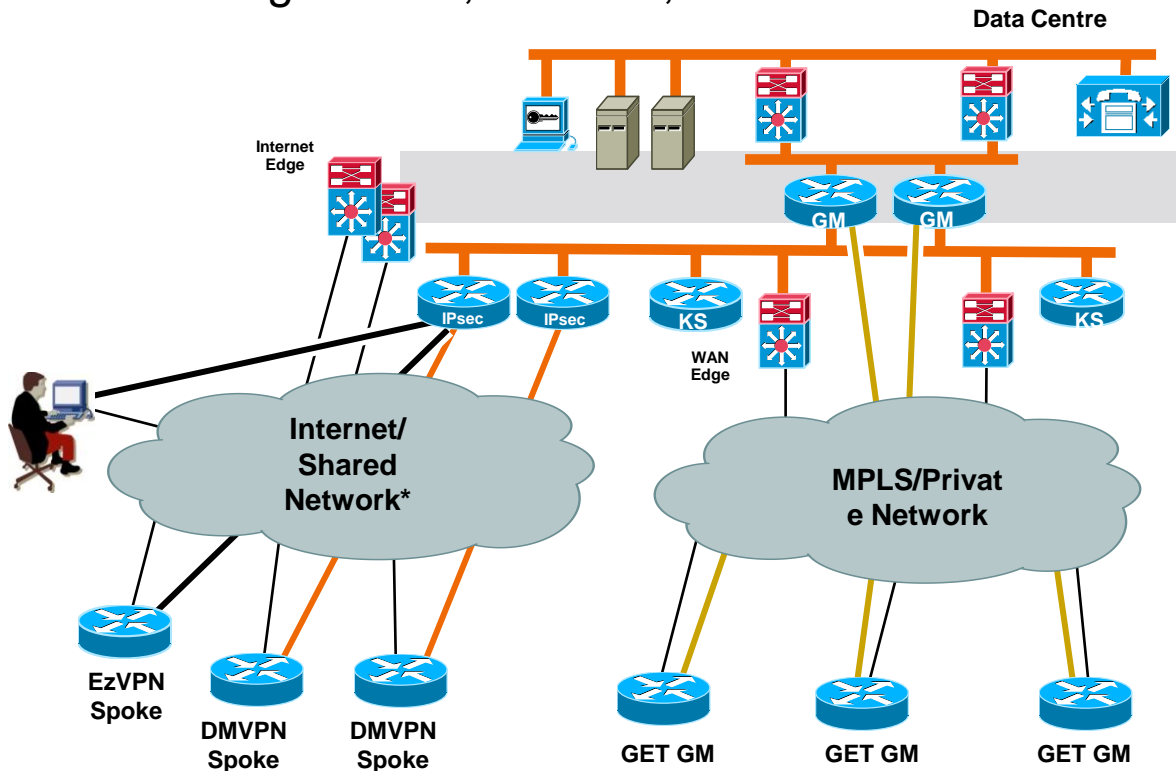 Data Centre
Internet
Edge
GM
GM
IPsec
IPsec
KS
KS
WAN
Edge
Internet/
Shared
Network*
MPLS/Privat
e Network
EzVPN
Spoke
DMVPN
Spoke
DMVPN
Spoke
GET GM
GET GM
GET GM